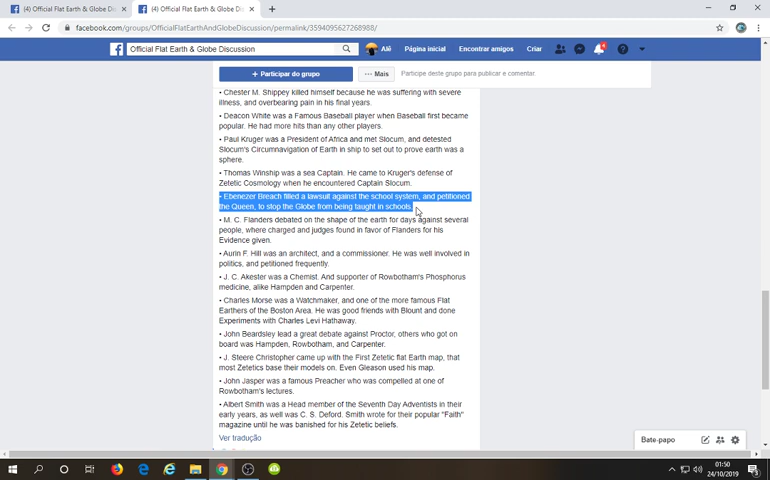 (4) Official Flat Earth & Globe Discussion
(4) Official Flat Earth & Globe Discussion
facebook.com/groups/OfficialFlatEarthAndGlobeDiscussion/permalink/3594095627268988/
Official Flat Earth & Globe Discussion
Alê
Página inicial
Encontrar amigos
Criar
+ Participar do grupo
··· Mais
Participe deste grupo para publicar e comentar.
• Chester M. Shippey killed himself because he was suffering with severe
illness, and overbearing pain in his final years.
• Deacon White was a Famous Baseball player when Baseball first became
popular. He had more hits than any other players.
• Paul Kruger was a President of Africa and met Slocum, and detested
Slocum's Circumnavigation of Earth in ship to set out to prove earth was a
sphere.
• Thomas Winship was a sea Captain. He came to Kruger's defense of
Zetetic Cosmology when he encountered Captain Slocum.
• Ebenezer Breach filled a lawsuit against the school system, and petitioned
the Queen, to stop the Globe from being taught in schools.
• M. C. Flanders debated on the shape of the earth for days against several
people, where charged and judges found in favor of Flanders for his
Evidence given.
• Aurin F. Hill was an architect, and a commissioner. He was well involved in
politics, and petitioned frequently.
• J. C. Akester was a Chemist. And supporter of Rowbotham's Phosphorus
medicine, alike Hampden and Carpenter.
• Charles Morse was a Watchmaker, and one of the more famous Flat
Earthers of the Boston Area. He was good friends with Blount and done
Experiments with Charles Levi Hathaway.
• John Beardsley lead a great debate against Proctor, others who got on
board was Hampden, Rowbotham, and Carpenter.
• J. Steere Christopher came up with the First Zetetic flat Earth map, that
most Zetetics base their models on. Even Gleason used his map.
• John Jasper was a famous Preacher who was compelled at one of
Rowbotham's lectures.
• Albert Smith was a Head member of the Seventh Day Adventists in their
early years, as well was C. S. Deford. Smith wrote for their popular "Faith"
magazine until he was banished for his Zetetic beliefs.
Ver tradução
Bate-papo
01:50
24/10/2019